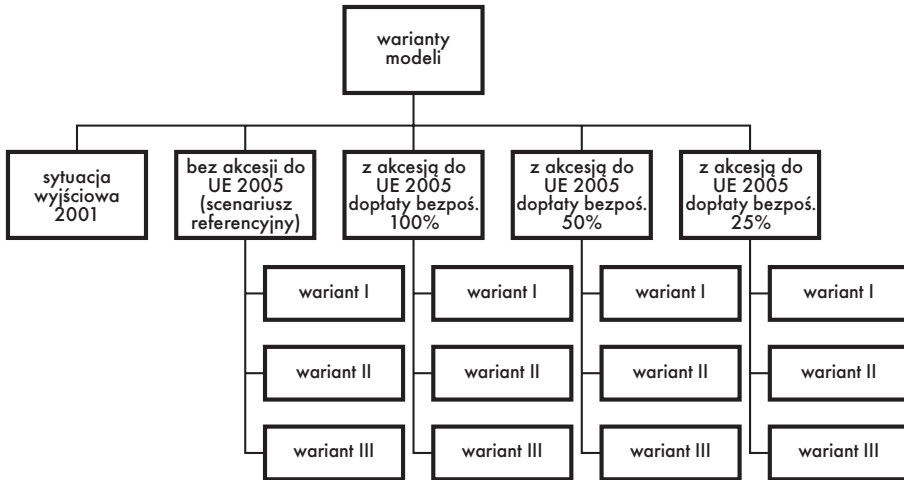 warianty
modeli
sytuacja
wyjściowa
2001
bez akcesji do
UE 2005
(scenariusz
referencyjny)
z akcesją do
UE 2005
dopłaty bezpoś.
100%
z akcesją do
UE 2005
dopłaty bezpoś.
50%
z akcesją do
UE 2005
dopłaty bezpoś.
25%
wariant I
wariant II
wariant III
wariant I
wariant II
wariant III
wariant I
wariant II
wariant III
wariant I
wariant II
wariant III